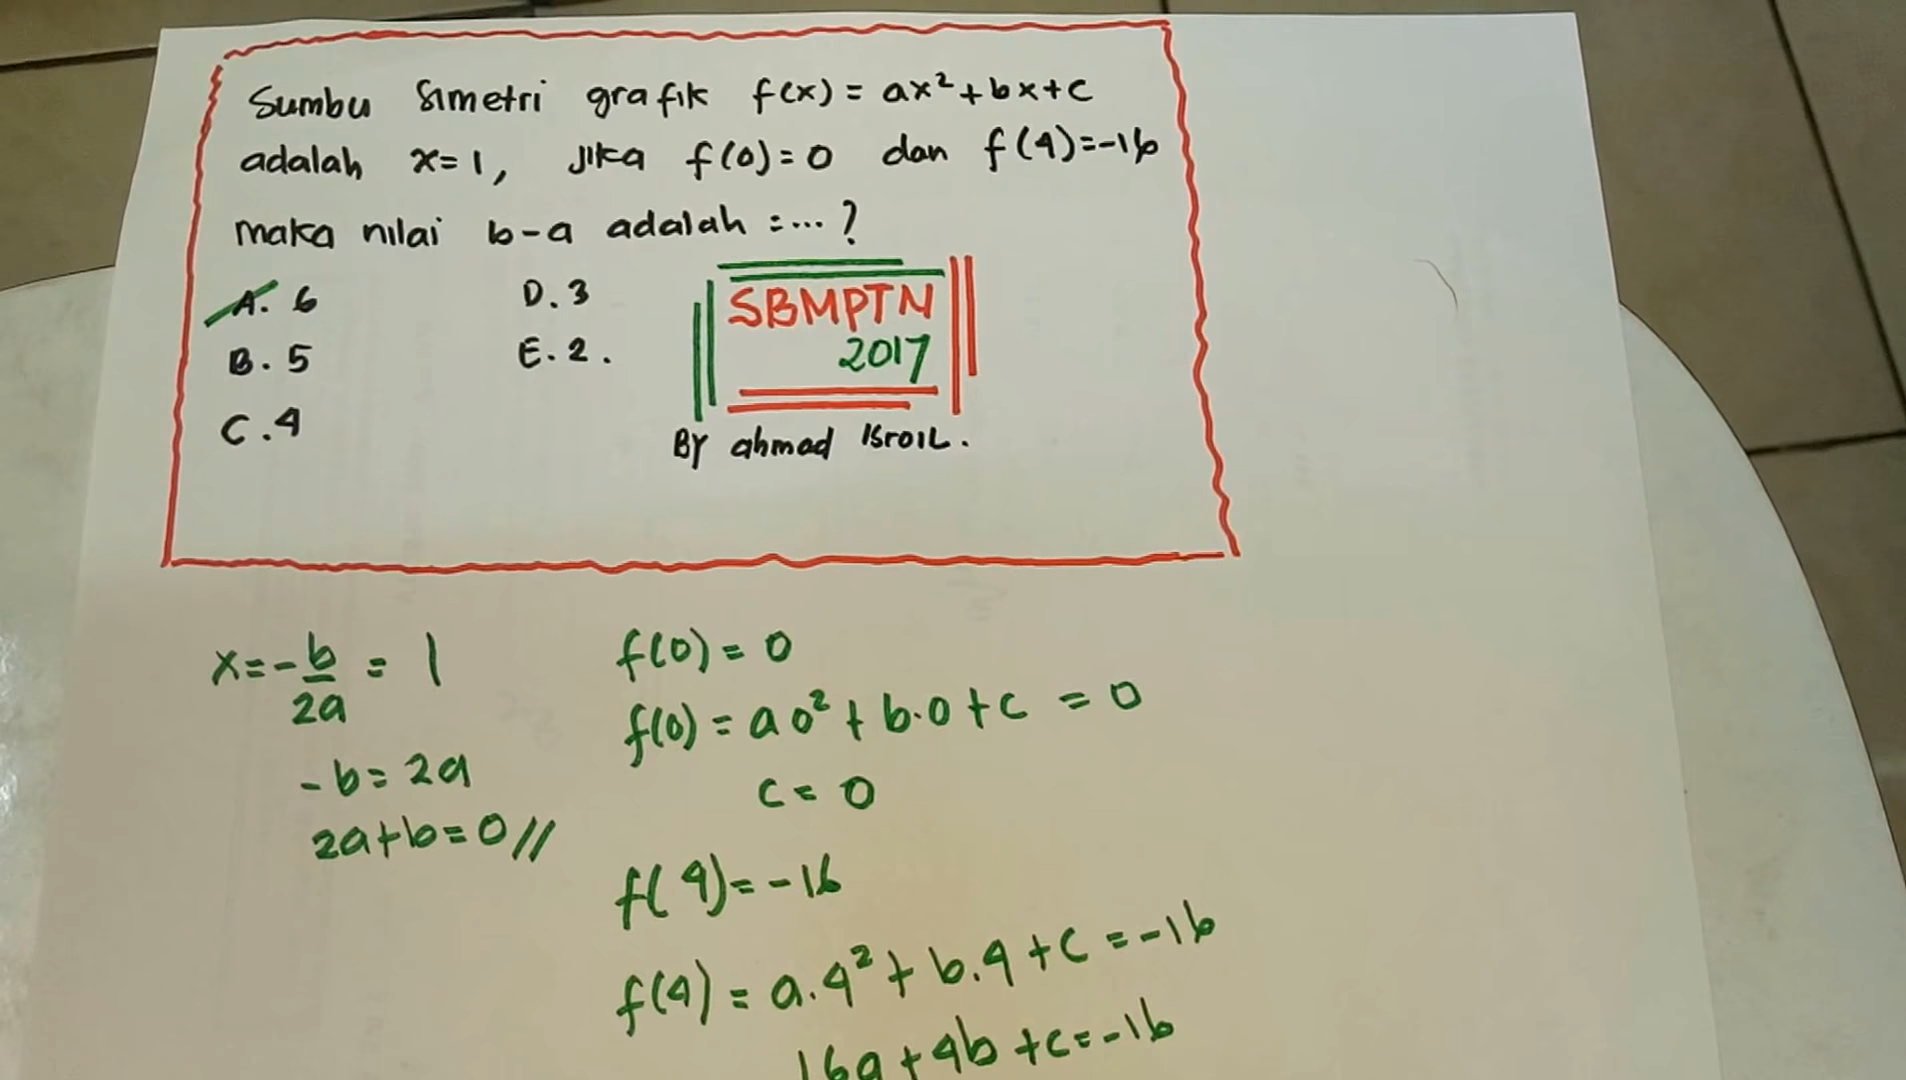 Sumbu Simetri grafik f(x) = ax²+bx+c
adalah x=1, Jika f(0)=0 dan f(4)=-16
maka nilai b-a adalah =...?
A. 6
B. 5
C. 4
D. 3
E. 2.
SBMPTN
2017
BY ahmad Isroil.
x=-b/2a = 1
-b=2a
2a+b=0//
f(0)=0
f(0)=a0²+b.0+c=0
c=0
f(4)=-16
f(4)=a.4²+b.4+c=-16
16a+4b+c=-16